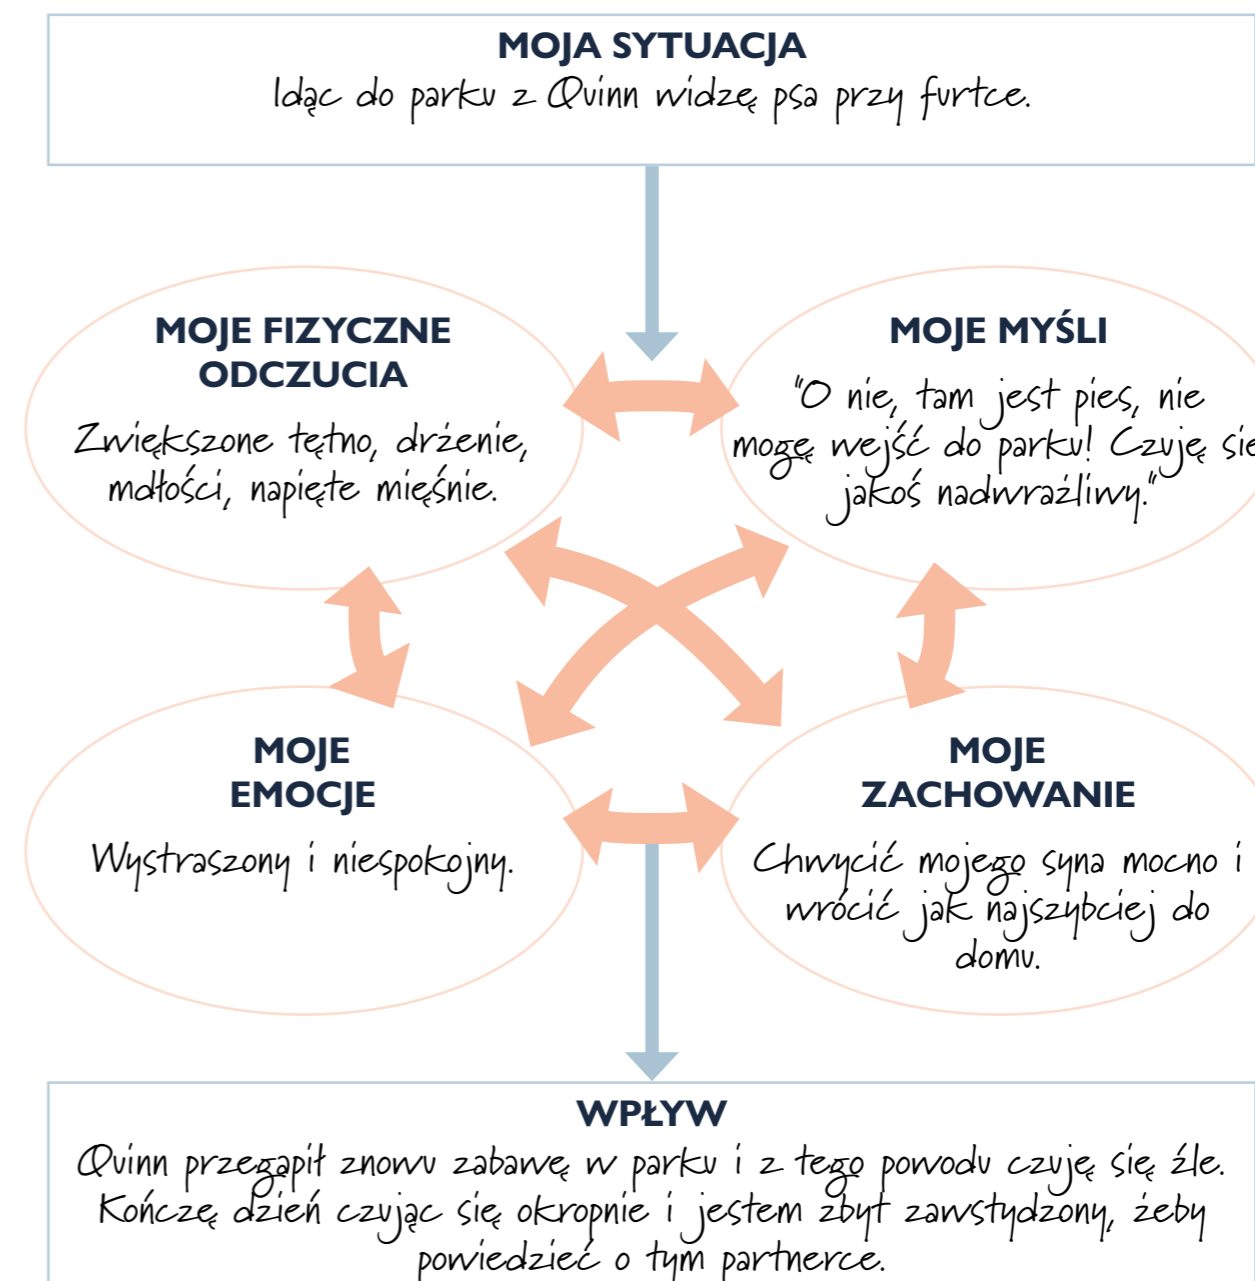 MOJA SYTUACJA
Idąc do parku z Quinn widzę psa przy furtce.
MOJE FIZYCZNE
ODCZUCIA
Zwiększone tętno, drżenie,
mdłości, napięte mięśnie.
MOJE MYŚLI
"O nie, tam jest pies, nie
mogę wejść do parku! Czuję się
jakoś nadwrażliwy."
MOJE
EMOCJE
Wystraszony i niespokojny.
MOJE
ZACHOWANIE
Chwycić mojego syna mocno i
wrócić jak najszybciej do
domu.
WPŁYW
Quinn przegapił znowu zabawę w parku i z tego powodu czuję się źle.
Kończę dzień czując się okropnie i jestem zbyt zawstydzony, żeby
powiedzieć o tym partnerce.